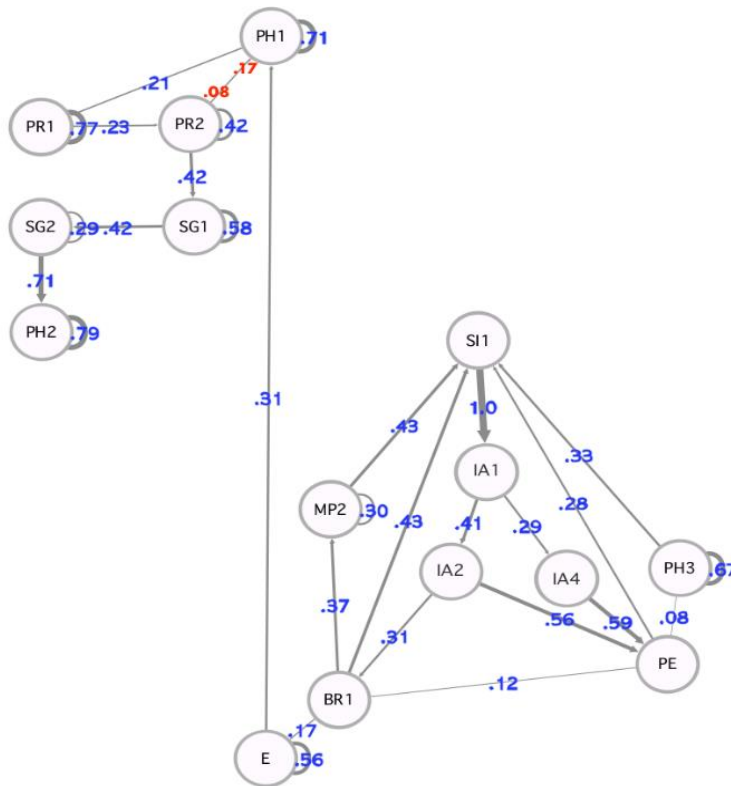 PH1 .71
.17
.21
.08
PR1 .77 .23 PR2 .42
.42
SG2 .29 .42 SG1 .58
.71
PH2 .79
SI1
.31
1.0
.43
.33
IA1
.28
MP2 .30
.43
.41
.29
IA2
IA4
PH3 .67
.37
.56
.59
.08
.31
PE
BR1
.12
.17
E .56